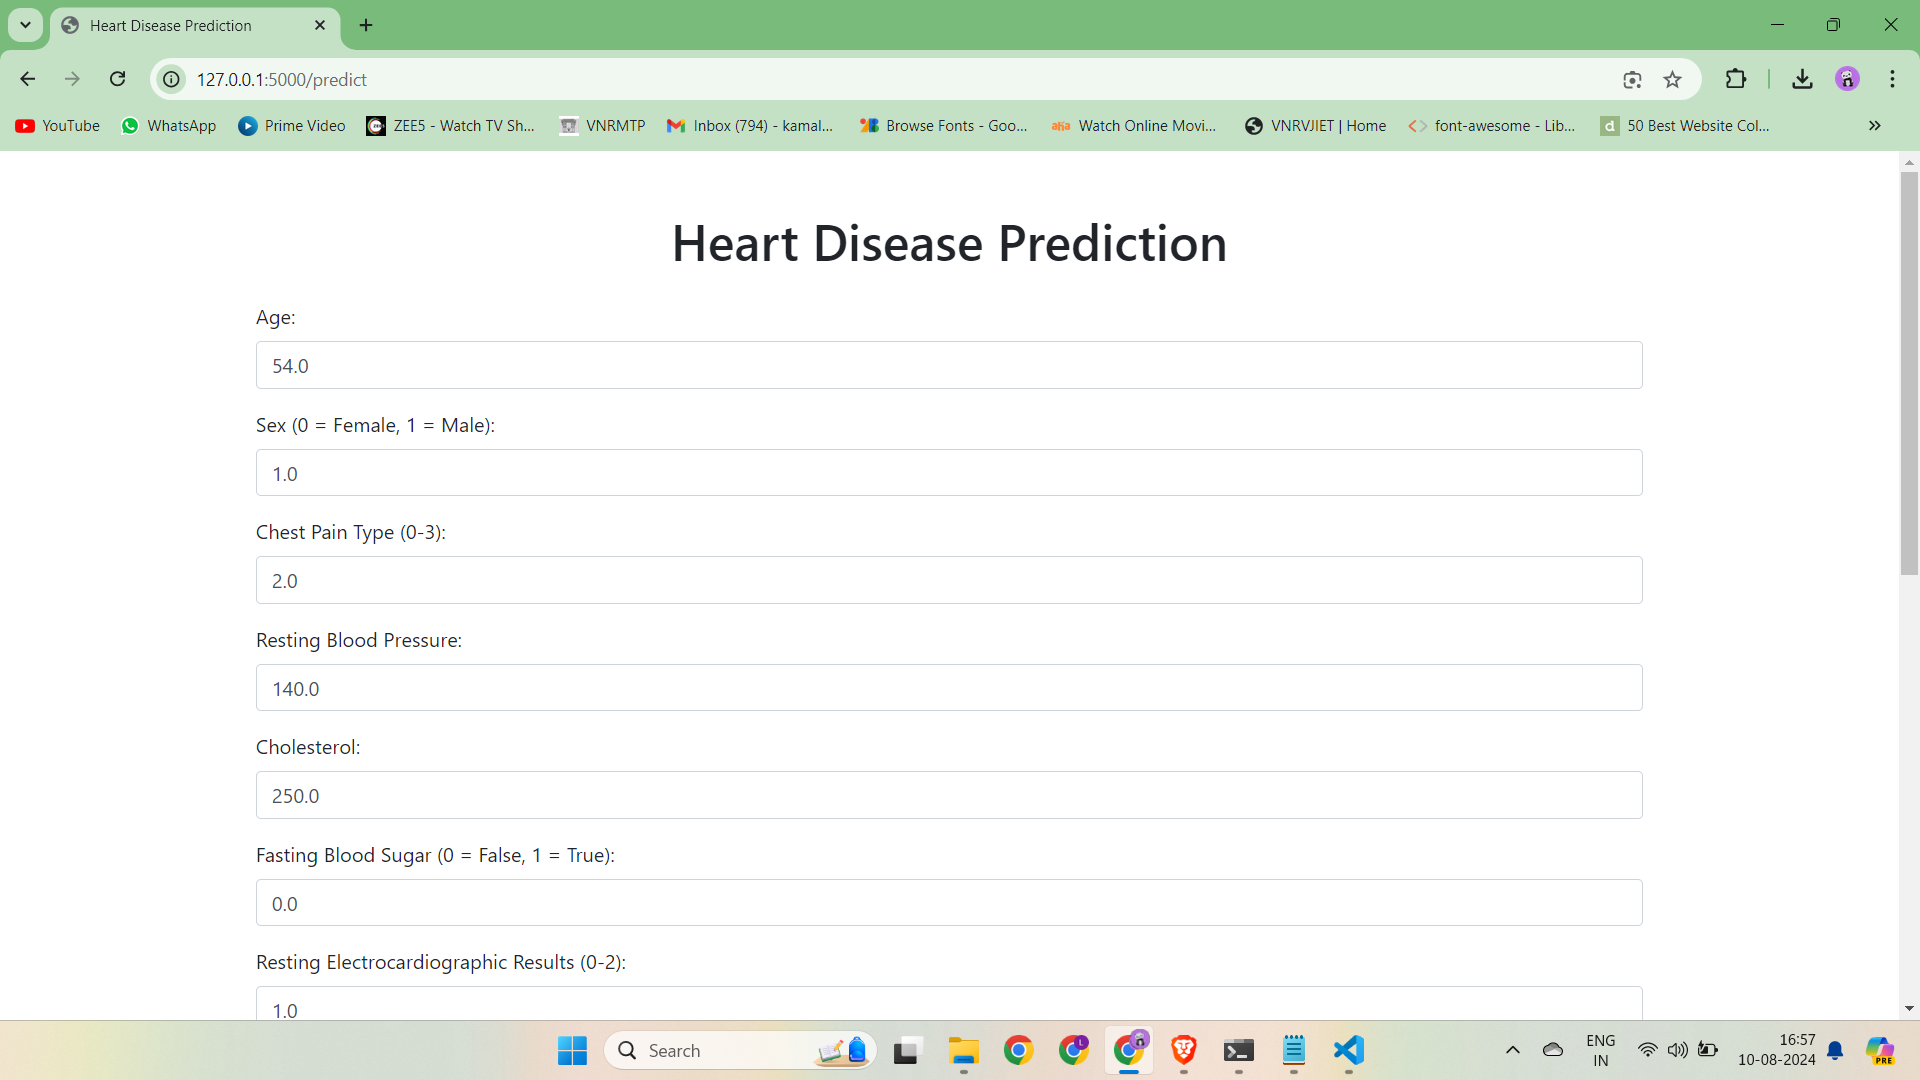 Heart Disease Prediction
127.0.0.1:5000/predict
YouTube WhatsApp Prime Video ZEE5 - Watch TV Sh... VNRMTP Inbox (794) - kamal... Browse Fonts - Goo... aha Watch Online Movi... VNRVJIET | Home font-awesome - Lib... d 50 Best Website Col...
Heart Disease Prediction
Age:
54.0
Sex (0 = Female, 1 = Male):
1.0
Chest Pain Type (0-3):
2.0
Resting Blood Pressure:
140.0
Cholesterol:
250.0
Fasting Blood Sugar (0 = False, 1 = True):
0.0
Resting Electrocardiographic Results (0-2):
1.0
Search
L
ENG
IN
16:57
10-08-2024
PRE